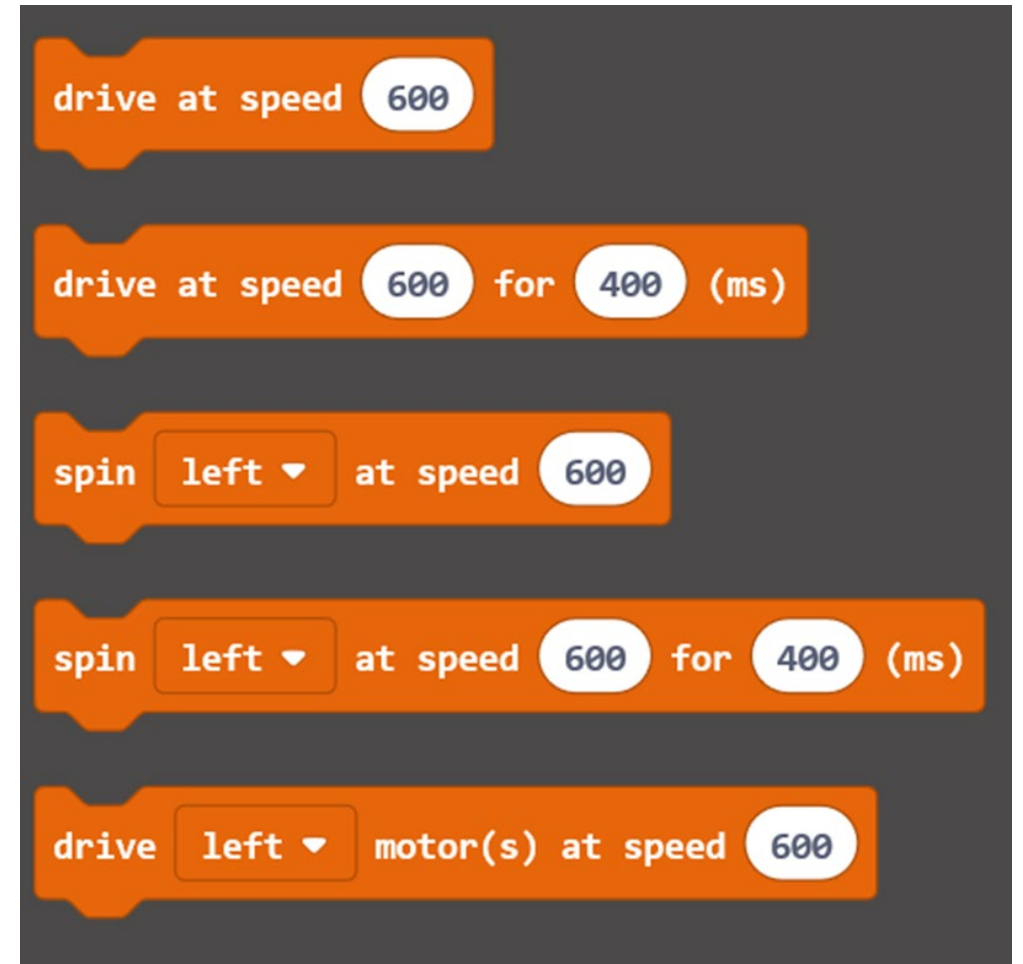 drive at speed 600
drive at speed 600 for 400 (ms)
spin left at speed 600
spin left at speed 600 for 400 (ms)
drive left motor(s) at speed 600